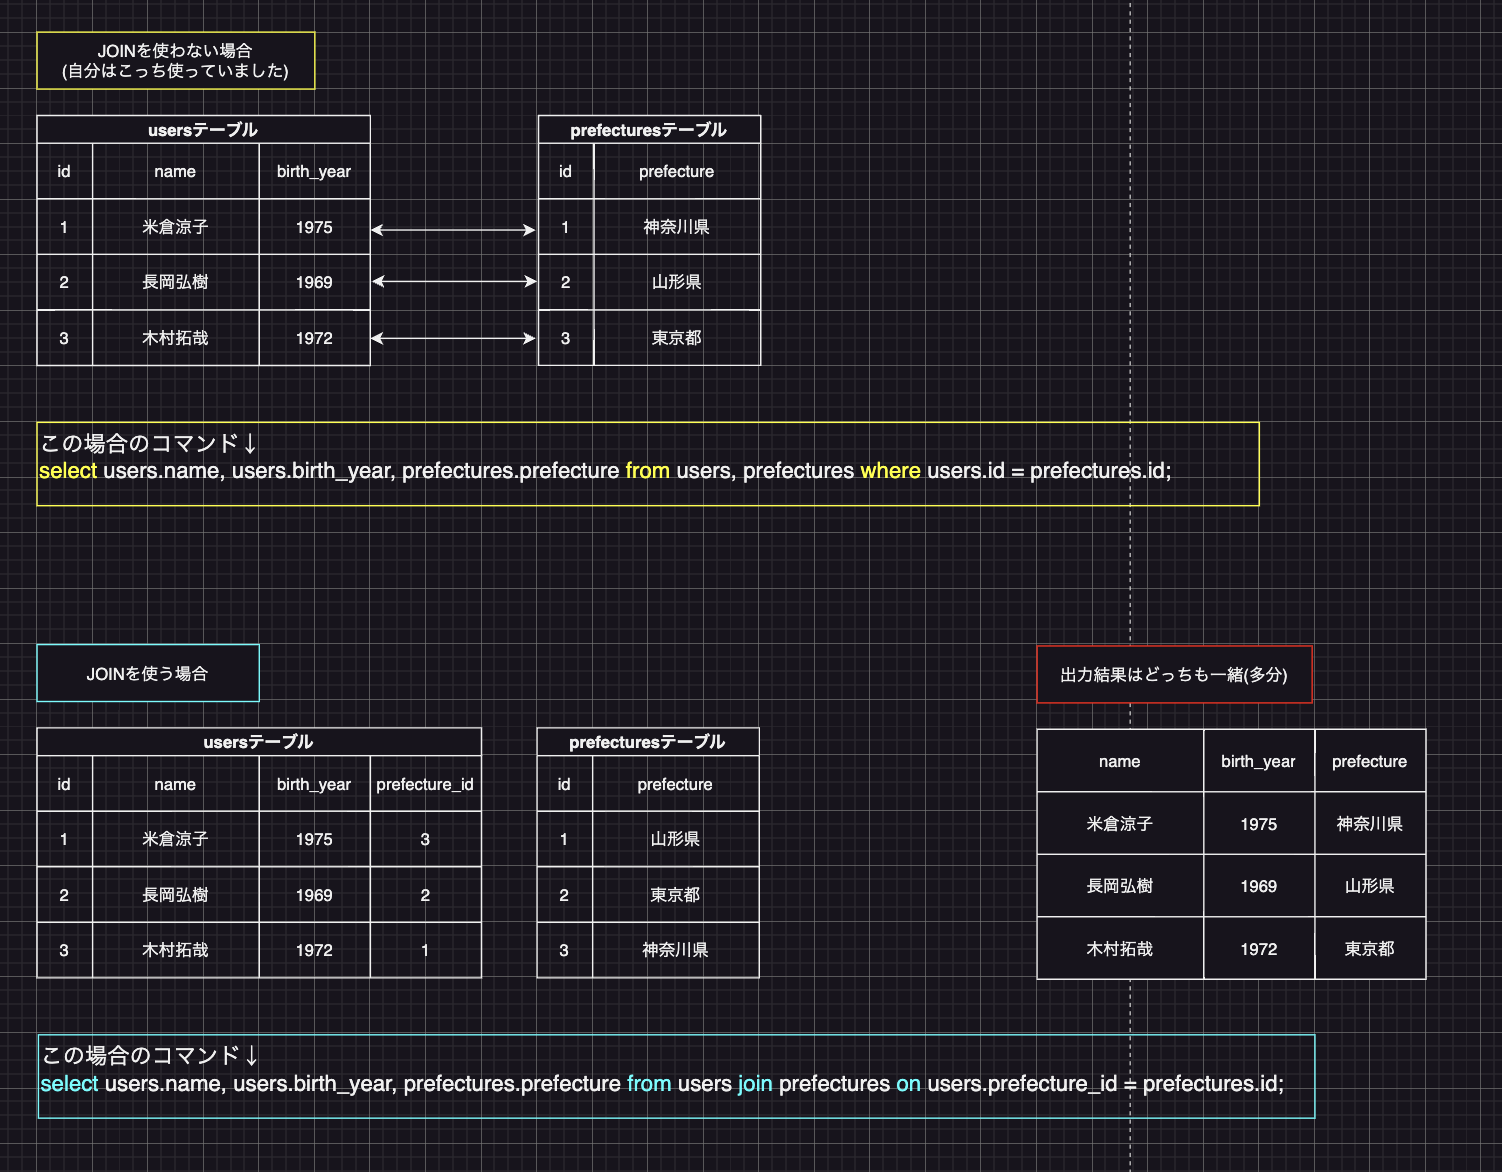 JOINを使わない場合
(自分はこっち使っていました)
usersテーブル
id name birth_year
1 米倉涼子 1975
2 長岡弘樹 1969
3 木村拓哉 1972
prefecturesテーブル
id prefecture
1 神奈川県
2 山形県
3 東京都
この場合のコマンド↓
select users.name, users.birth_year, prefectures.prefecture from users, prefectures where users.id = prefectures.id;
JOINを使う場合
usersテーブル
id name birth_year prefecture_id
1 米倉涼子 1975 3
2 長岡弘樹 1969 2
3 木村拓哉 1972 1
prefecturesテーブル
id prefecture
1 山形県
2 東京都
3 神奈川県
出力結果はどっちも一緒(多分)
name birth_year prefecture
米倉涼子 1975 神奈川県
長岡弘樹 1969 山形県
木村拓哉 1972 東京都
この場合のコマンド↓
select users.name, users.birth_year, prefectures.prefecture from users join prefectures on users.prefecture_id = prefectures.id;